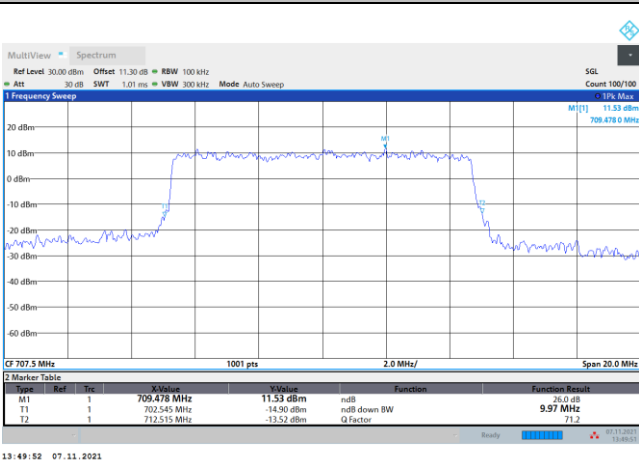 MultiView Spectrum
Ref Level 30.00 dBm Offset 11.30 dB RBW 100 kHz SGL
Att 30 dB SWT 1.01 ms VBW 300 kHz Mode Auto Sweep Count 100/100
1 Frequency Sweep 1Pk Max
M1[1] 11.53 dBm
709.478 0 MHz
20 dBm
M1
10 dBm
0 dBm
-10 dBm
T1
T2
-20 dBm
-30 dBm
-40 dBm
-50 dBm
-60 dBm
CF 707.5 MHz 1001 pts 2.0 MHz/ Span 20.0 MHz
2 Marker Table
Type Ref Trc X-Value Y-Value Function Function Result
M1 1 709.478 MHz 11.53 dBm ndB 26.0 dB
T1 1 702.545 MHz -14.90 dBm ndB down BW 9.97 MHz
T2 1 712.515 MHz -13.52 dBm Q Factor 71.2
Ready 07.11.2021
13:49:51
13:49:52 07.11.2021